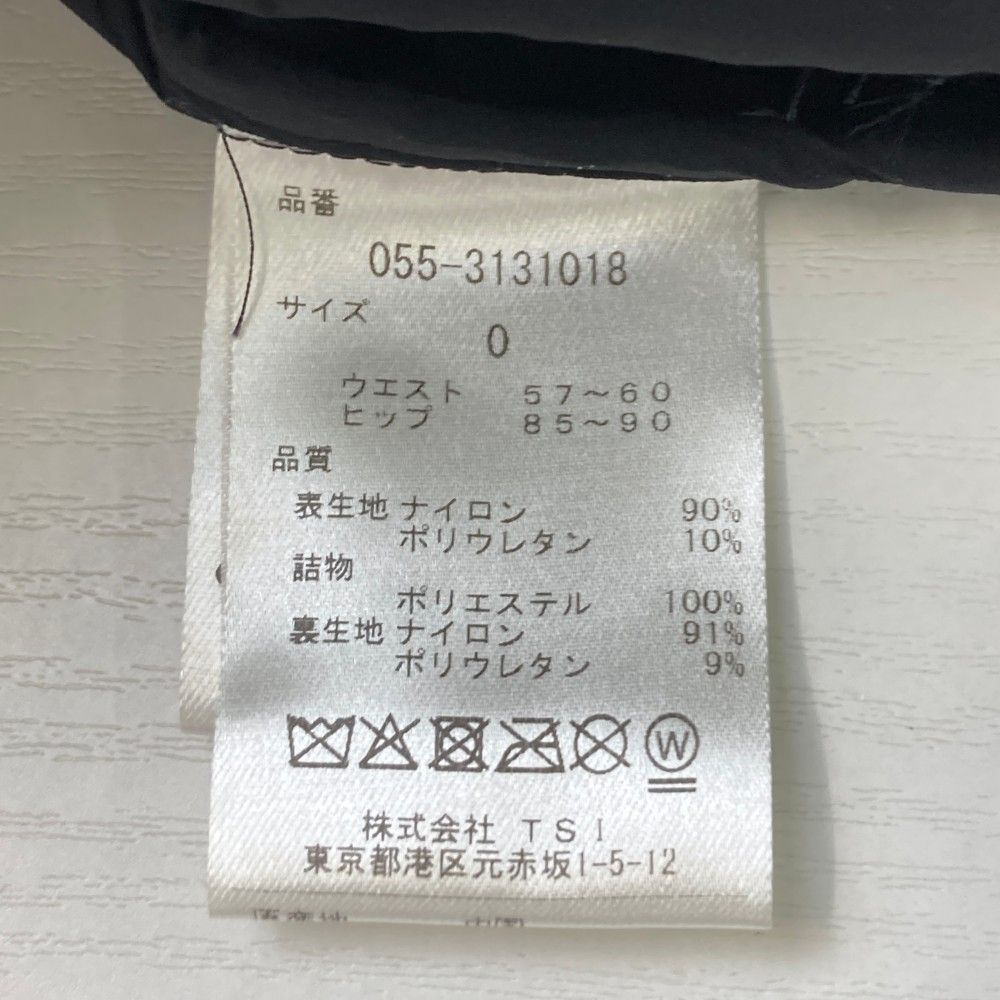 品番
055-3131018
サイズ
0
ウエスト 57～60
ヒップ 85～90
品質
表生地 ナイロン 90%
ポリウレタン 10%
詰物
ポリエステル 100%
裏生地 ナイロン 91%
ポリウレタン 9%
W
株式会社 TSI
東京都港区元赤坂1-5-12